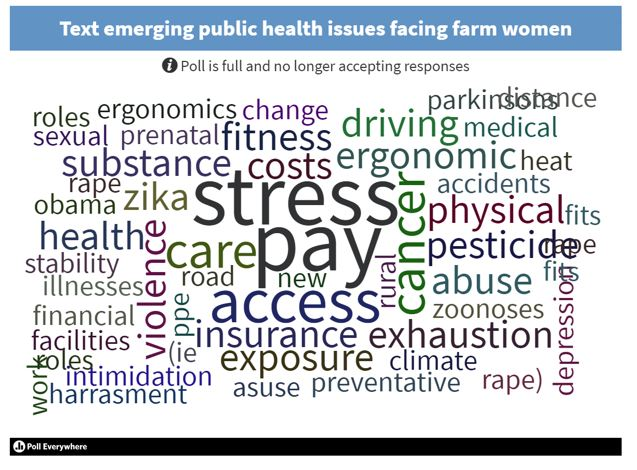 Text emerging public health issues facing farm women
Poll is full and no longer accepting responses
parkinsons distance
roles ergonomics change
driving medical
sexual prenatal fitness
substance costs ergonomic heat
rape stress accidents
obama zika physical fits
health care pay cancer pesticide rape
stability violence road new rural abuse fits
illnesses access zoonoses
financial ppe insurance exhaustion depression
facilities (ie
roles exposure climate
work intimidation asuse preventative rape)
harrasment
Poll Everywhere